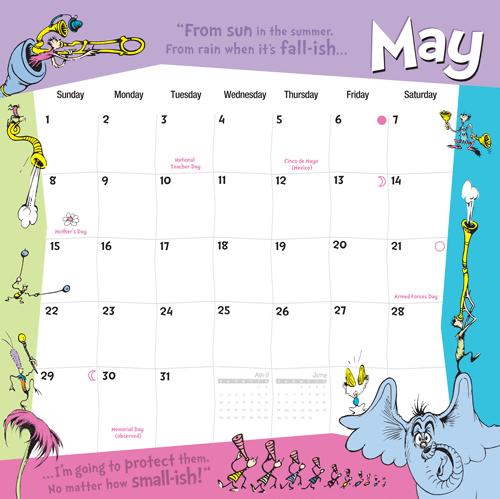 "From sun in the summer.
From rain when it's fall-ish...
May
Sunday Monday Tuesday Wednesday Thursday Friday Saturday
1 2 3 4 5 6 7
National
Teacher Day
Cinco de Mayo
(Mexico)
8 9 10 11 12 13 14
Mother's Day
15 16 17 18 19 20 21
Armed Forces Day
22 23 24 25 26 27 28
29 30 31
April June
Memorial Day
(observed)
...I'm going to protect them.
No matter how small-ish!"